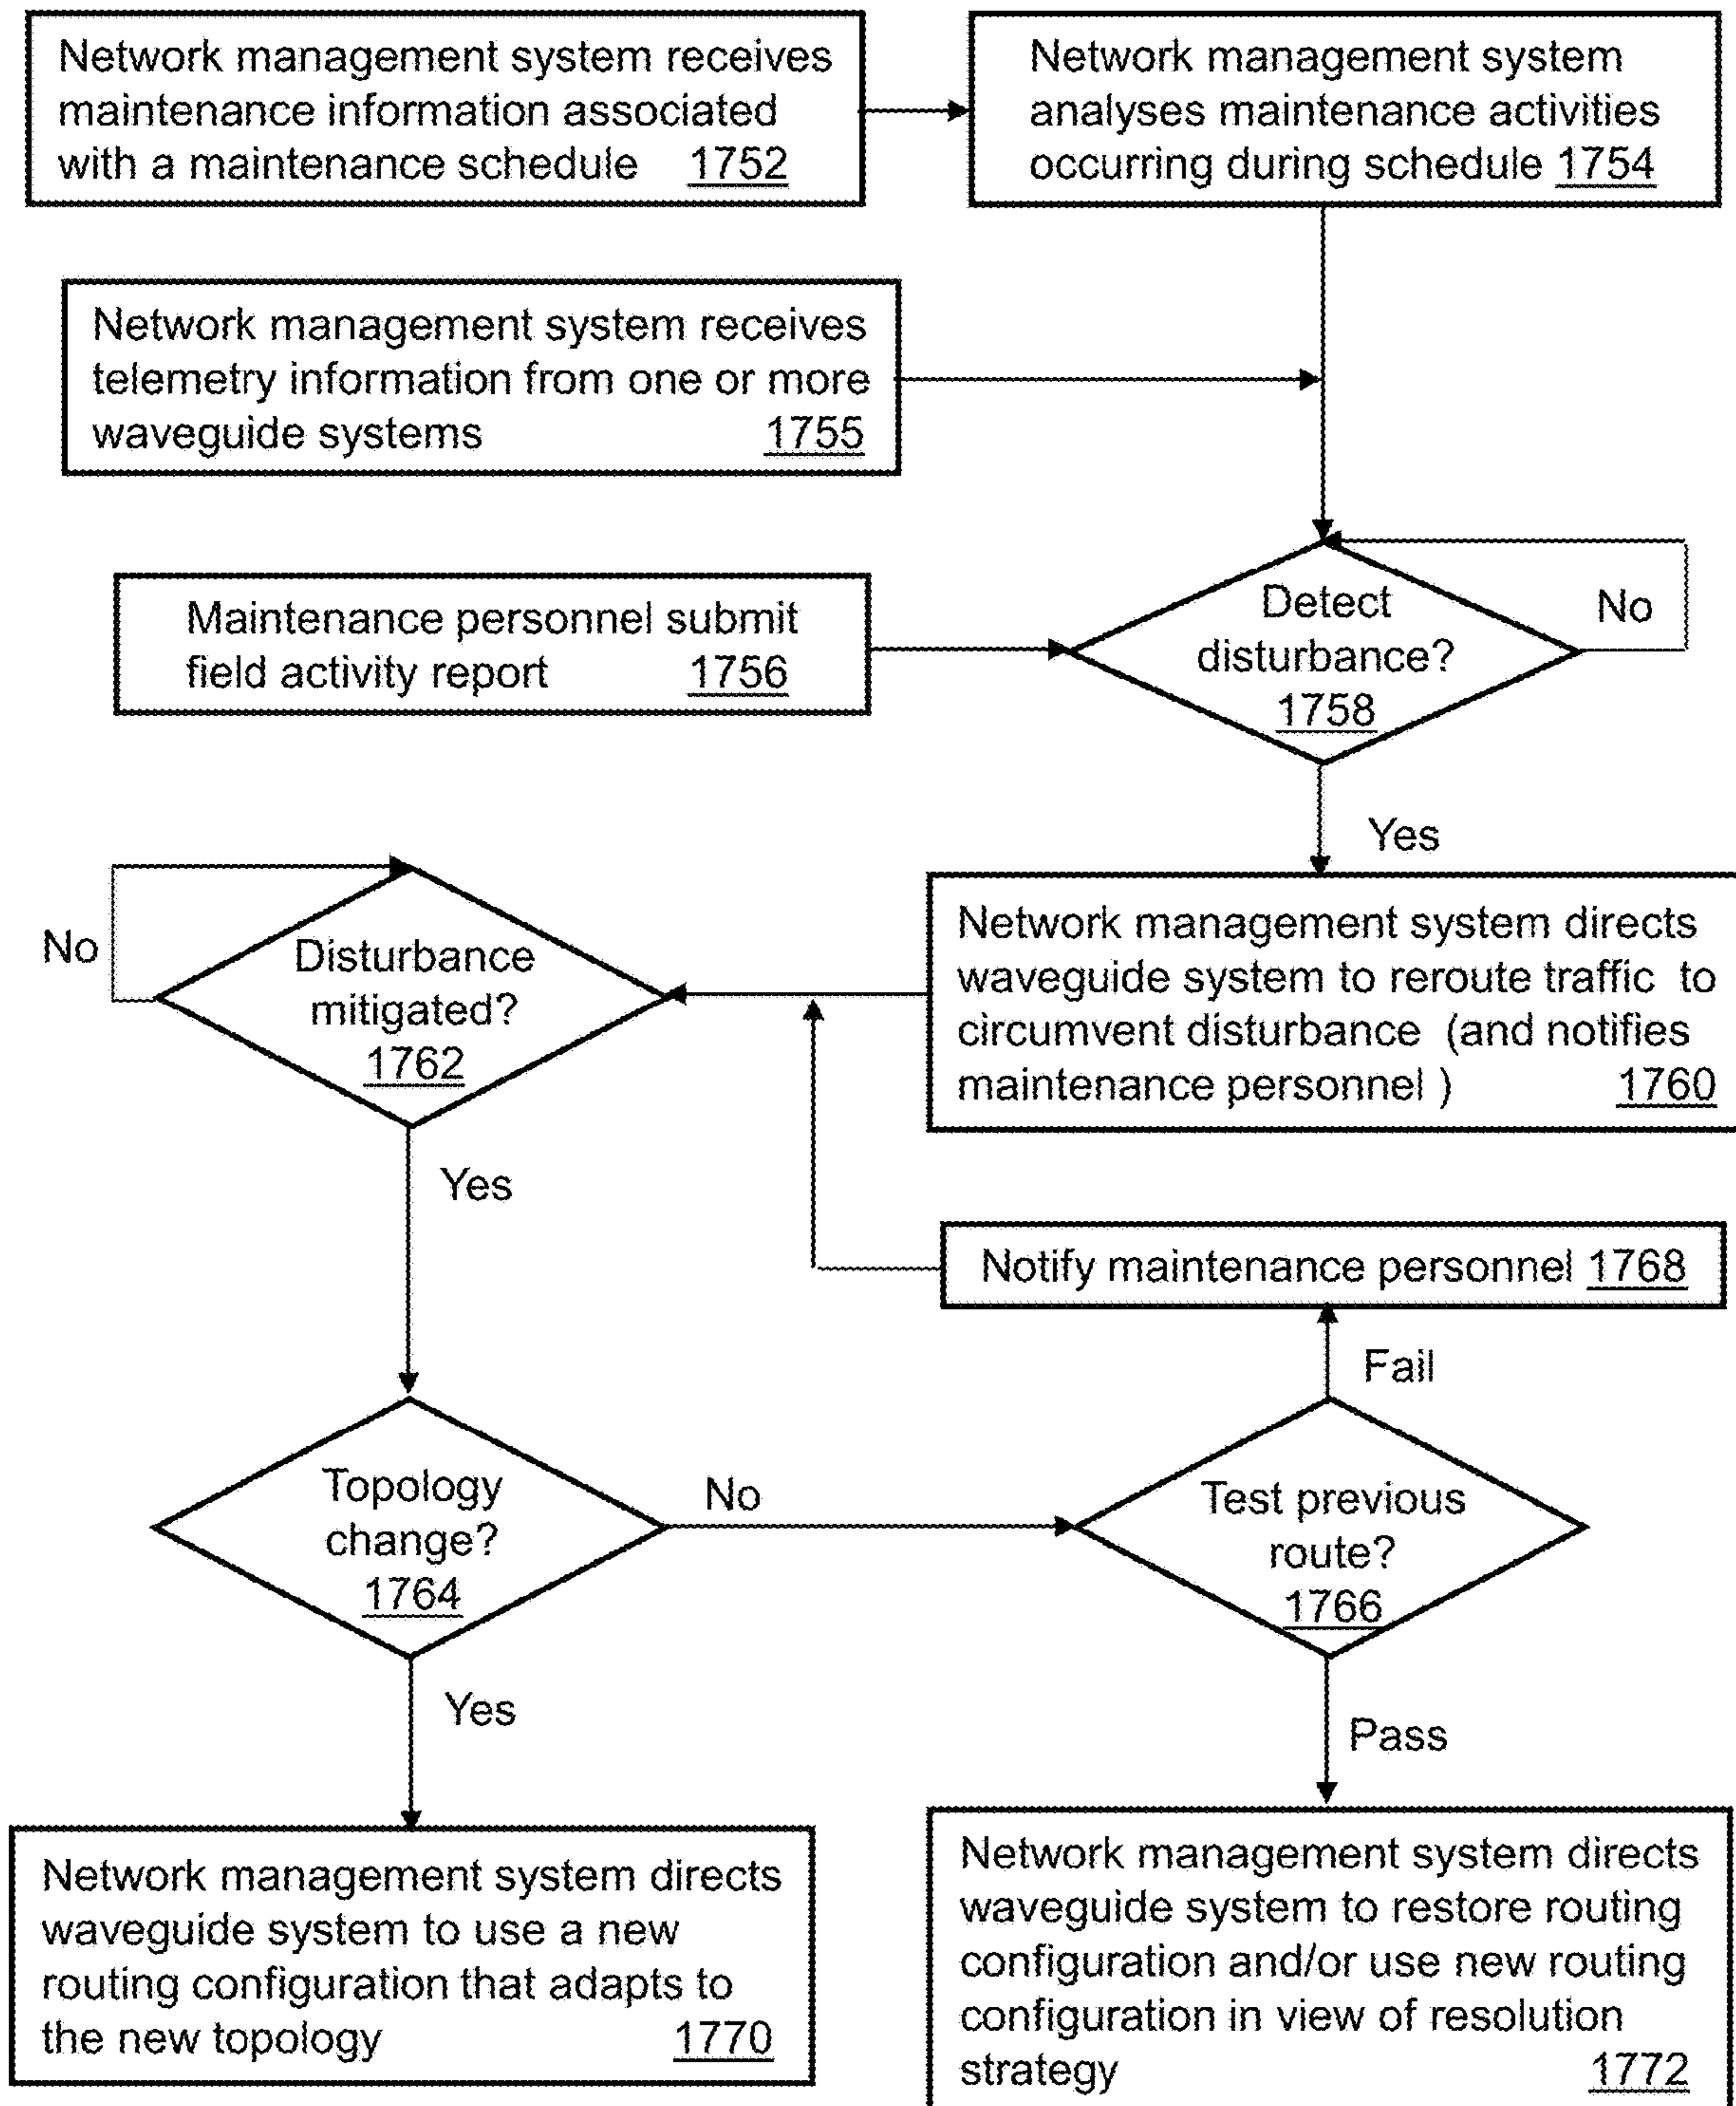 Network management system receives
maintenance information associated
with a maintenance schedule 1752
Network management system
analyses maintenance activities
occurring during schedule 1754
Network management system receives
telemetry information from one or more
waveguide systems 1755
Maintenance personnel submit
field activity report 1756
Detect
disturbance?
1758
No
Yes
Network management system directs
waveguide system to reroute traffic to
circumvent disturbance (and notifies
maintenance personnel ) 1760
No
Disturbance
mitigated?
1762
Yes
Notify maintenance personnel 1768
Fail
Topology
change?
1764
No
Test previous
route?
1766
Yes
Pass
Network management system directs
waveguide system to use a new
routing configuration that adapts to
the new topology 1770
Network management system directs
waveguide system to restore routing
configuration and/or use new routing
configuration in view of resolution
strategy 1772